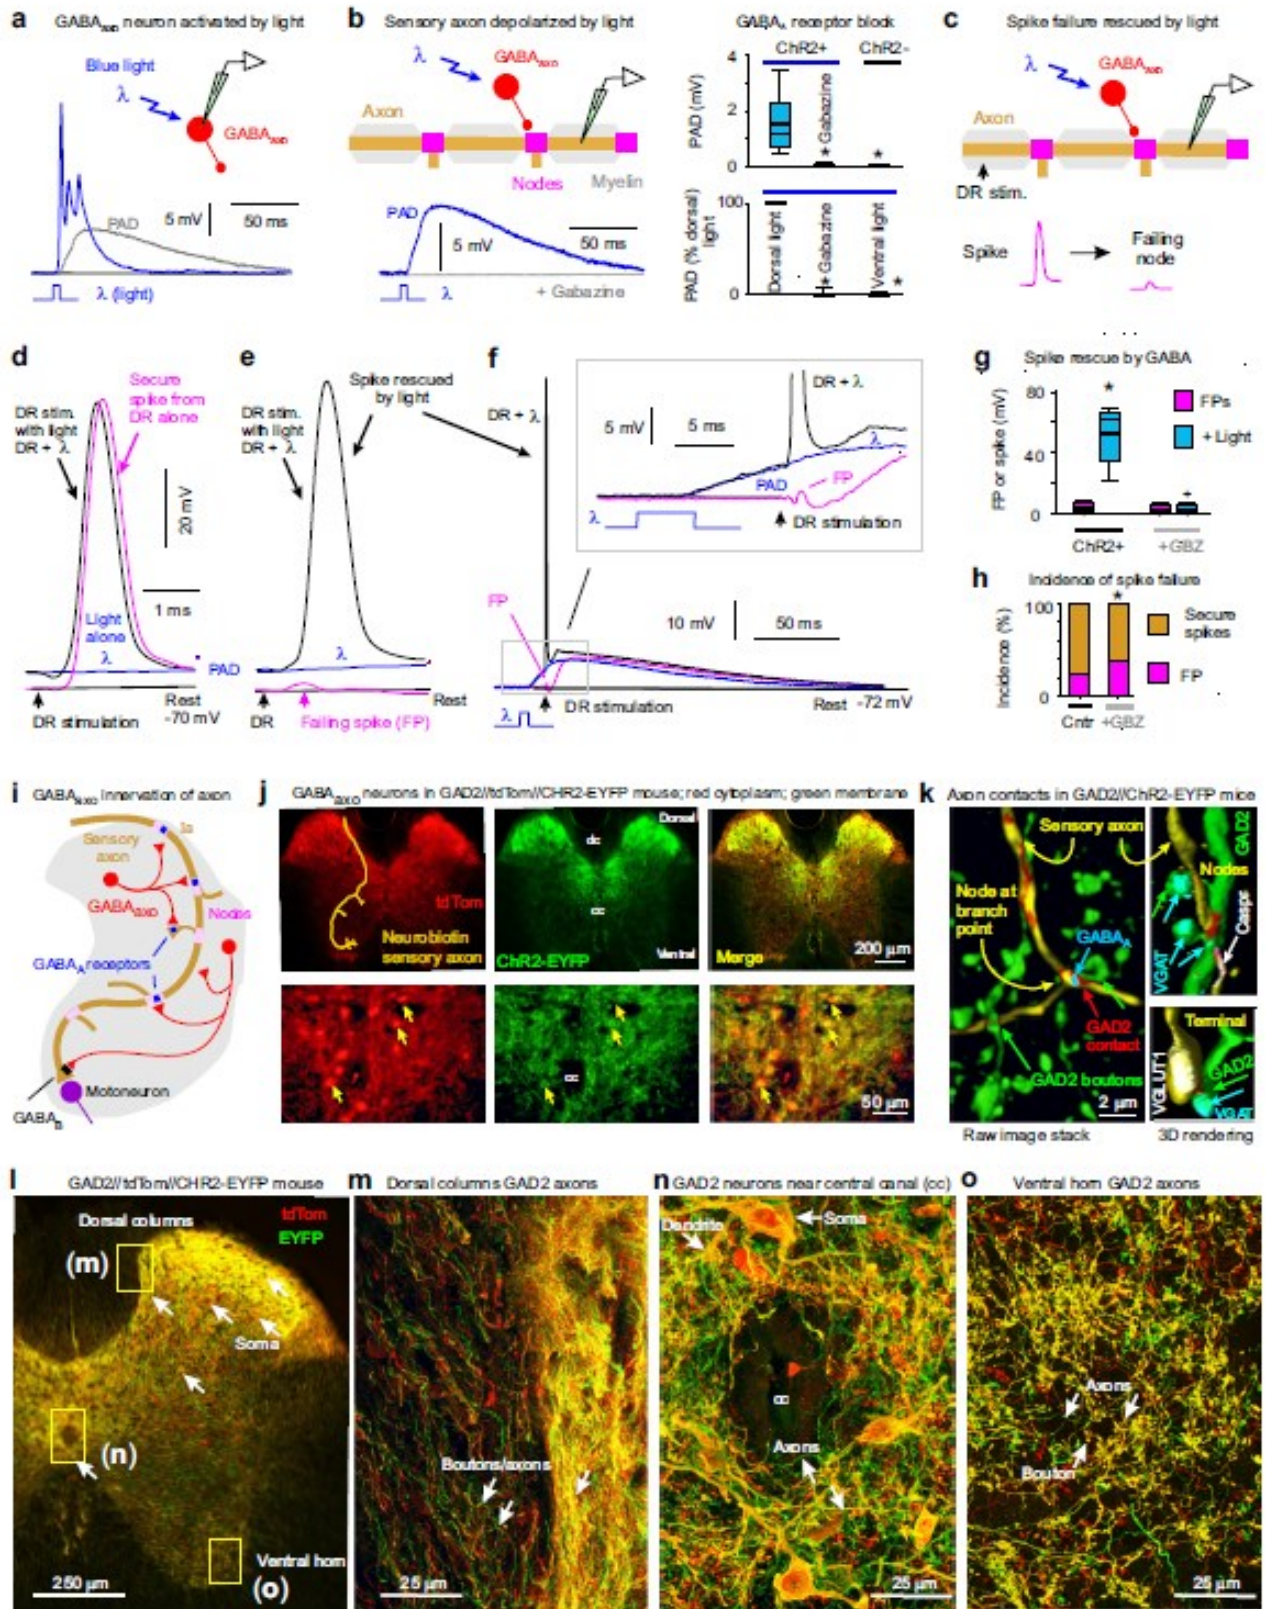 a GABAaxo neuron activated by light
Blue light
λ
GABAaxo
PAD
5 mV
50 ms
λ (light)
b Sensory axon depolarized by light
λ
GABAaxo
Axon
Nodes
Myelin
PAD
5 mV
50 ms
λ
+ Gabazine
GABAA receptor block
ChR2+
ChR2-
PAD (mV)
4
2
0
+Gabazine
*
*
PAD (% dorsal light)
100
0
Dorsal light
+Gabazine
*
Ventral light
*
c Spike failure rescued by light
λ
GABAaxo
Axon
DR stim.
Spike
Failing
node
d
DR stim.
with light
DR + λ
Secure
spike from
DR alone
20 mV
1 ms
Light
alone
λ
PAD
DR stimulation
Rest
-70 mV
e
Spike rescued
by light
DR stim.
with light
DR + λ
λ
Rest
DR
Failing spike (FP)
f
DR + λ
DR + λ
5 mV
5 ms
λ
PAD
FP
λ
DR stimulation
FP
10 mV
50 ms
λ
DR stimulation
Rest
-72 mV
g Spike rescue by GABA
FP or spike (mV)
80
40
0
*
+
FPs
+ Light
ChR2+
+GBZ
h Incidence of spike failure
Incidence (%)
100
0
*
Secure
spikes
FP
Cntr
+GBZ
i GABAaxo innervation of axon
Ia
Sensory
axon
GABAaxo
Nodes
GABAA receptors
Motoneuron
GABAB
j GABAaxo neurons in GAD2//tdTom//CHR2-EYFP mouse; red cytoplasm; green membrane
tdTom
Neurobiotin
sensory axon
Dorsal
dc
cc
ChR2-EYFP
Ventral
Merge
200 μm
cc
50 μm
k Axon contacts in GAD2//ChR2-EYFP mice
Sensory axon
Node at
branch
point
GABAA
GAD2
contact
GAD2 boutons
2 μm
Raw image stack
GAD2
Nodes
VGAT
Caspr
Terminal
VGLUT1
GAD2
VGAT
3D rendering
l GAD2//tdTom//CHR2-EYFP mouse
tdTom
EYFP
Dorsal columns
(m)
Soma
(n)
Ventral horn
(o)
250 μm
m Dorsal columns GAD2 axons
Boutons/axons
25 μm
n GAD2 neurons near central canal (cc)
Dendrite
Soma
cc
Axons
25 μm
o Ventral horn GAD2 axons
Axons
Bouton
25 μm